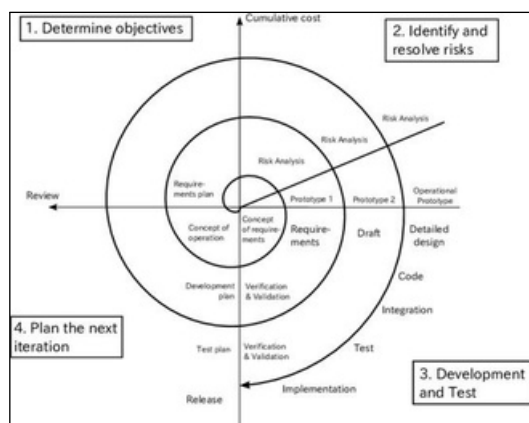 1. Determine objectives
Cumulative cost
2. Identify and
resolve risks
Risk Analysis
Risk Analysis
Risk Analysis
Require-
ments plan
Review
Prototype 1
Prototype 2
Operational
Prototype
Concept of
operation
Concept
of require-
ments
Require-
ments
Draft
Detailed
design
Code
Development
plan
Verification
& Validation
Integration
4. Plan the next
iteration
Test plan
Verification
& Validation
Test
3. Development
and Test
Implementation
Release